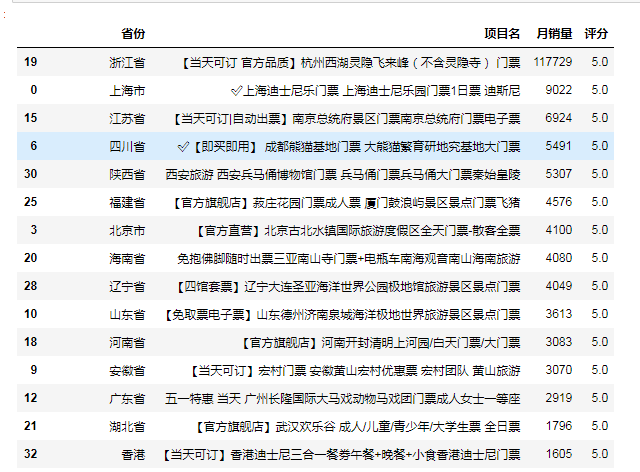 省份 项目名 月销量 评分
19 浙江省 【当天可订 官方品质】杭州西湖灵隐飞来峰（不含灵隐寺） 门票 117729 5.0
0 上海市 ✅上海迪士尼乐门票 上海迪士尼乐园门票1日票 迪斯尼 9022 5.0
15 江苏省 【当天可订|自动出票】南京总统府景区门票南京总统府门票电子票 6924 5.0
6 四川省 ✅【即买即用】 成都熊猫基地门票 大熊猫繁育研地究基地大门票 5491 5.0
30 陕西省 西安旅游 西安兵马俑博物馆门票 兵马俑门票兵马俑大门票秦始皇陵 5307 5.0
25 福建省 【官方旗舰店】菽庄花园门票成人票 厦门鼓浪屿景区景点门票飞猪 4576 5.0
3 北京市 【官方直营】北京古北水镇国际旅游度假区全天门票-散客全票 4100 5.0
20 海南省 免抱佛脚随时出票三亚南山寺门票+电瓶车南海观音南山海南旅游 4080 5.0
28 辽宁省 【四馆套票】辽宁大连圣亚海洋世界公园极地馆旅游景区景点门票 4049 5.0
10 山东省 【免取票电子票】山东德州济南泉城海洋极地世界旅游景区景点门票 3613 5.0
18 河南省 【官方旗舰店】河南开封清明上河园/白天门票/大门票 3083 5.0
9 安徽省 【当天可订】宏村门票 安徽黄山宏村优惠票 宏村团队 黄山旅游 3070 5.0
12 广东省 五一特惠 当天 广州长隆国际大马戏动物马戏团门票成人女士一等座 2919 5.0
21 湖北省 【官方旗舰店】武汉欢乐谷 成人/儿童/青少年/大学生票 全日票 1796 5.0
32 香港 【当天可订】香港迪士尼三合一餐券午餐+晚餐+小食香港迪士尼门票 1605 5.0